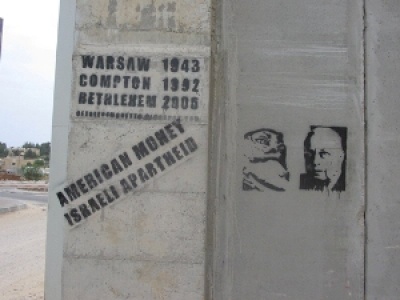 WARSAW 1943
COMPTON 1992
BETHLEHEM 2006
AMERICAN MONEY
ISRAELI APARTHEID